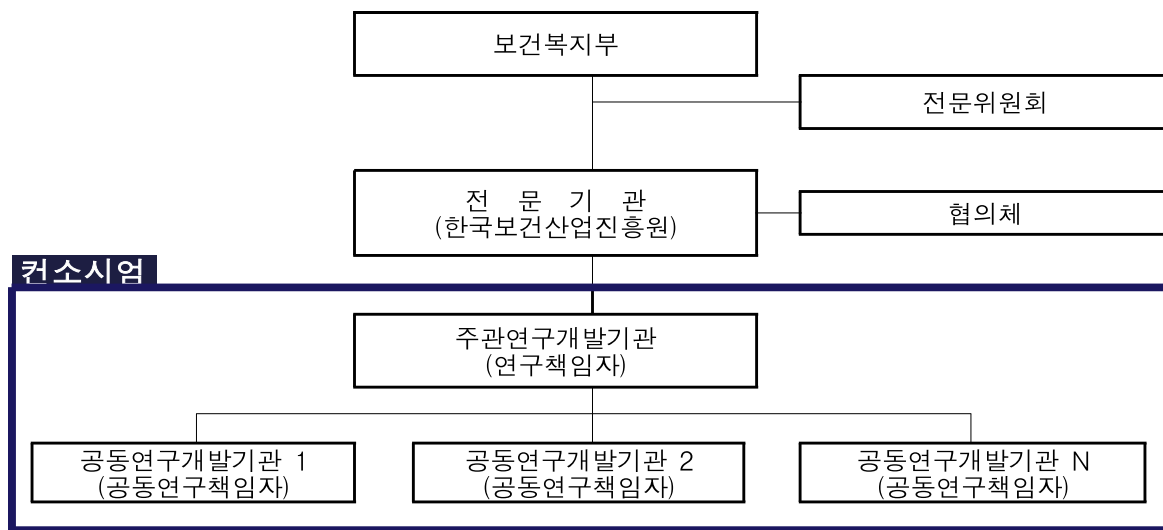 보건복지부
전문위원회
전 문 기 관
(한국보건산업진흥원)
협의체
컨소시엄
주관연구개발기관
(연구책임자)
공동연구개발기관 1
(공동연구책임자)
공동연구개발기관 2
(공동연구책임자)
공동연구개발기관 N
(공동연구책임자)